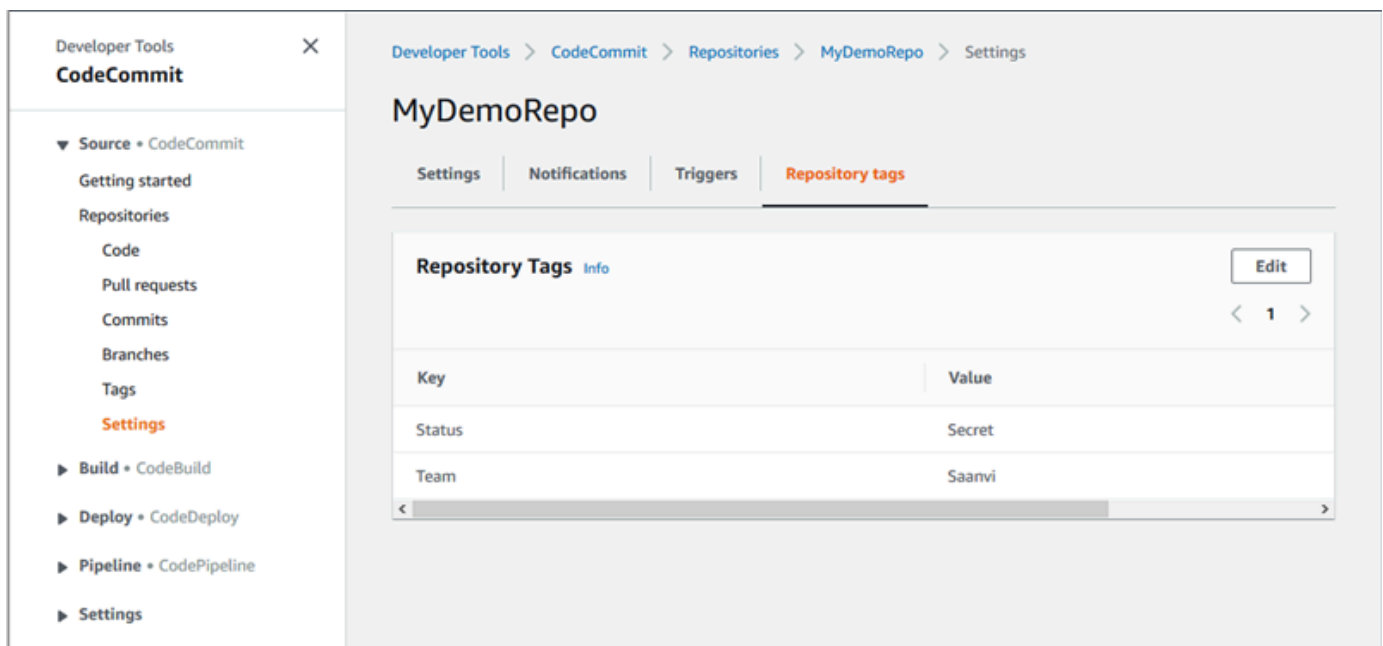 Developer Tools
CodeCommit
Source • CodeCommit
Getting started
Repositories
Code
Pull requests
Commits
Branches
Tags
Settings
Build • CodeBuild
Deploy • CodeDeploy
Pipeline • CodePipeline
Settings
Developer Tools > CodeCommit > Repositories > MyDemoRepo > Settings
MyDemoRepo
Settings Notifications Triggers Repository tags
Repository Tags Info Edit
< 1 >
Key Value
Status Secret
Team Saanvi